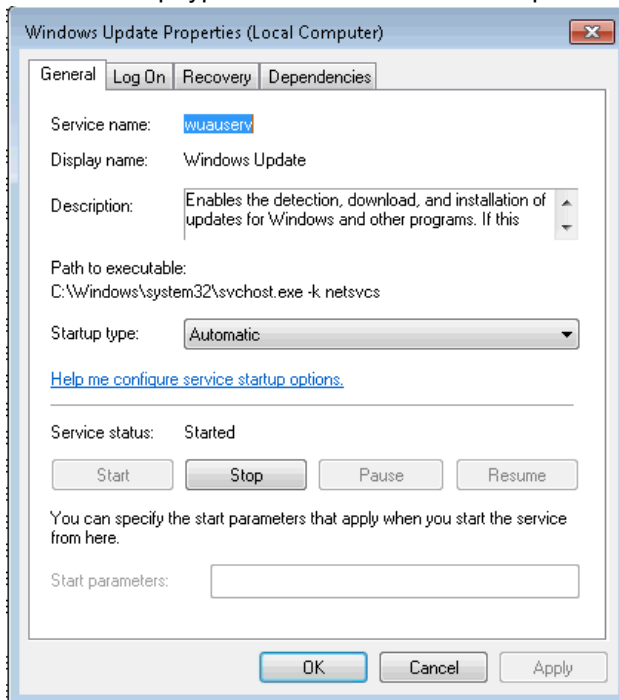 Windows Update Properties (Local Computer)
General Log On Recovery Dependencies
Service name: wuauserv
Display name: Windows Update
Description: Enables the detection, download, and installation of
updates for Windows and other programs. If this
Path to executable:
C:\Windows\system32\svchost.exe -k netsvcs
Startup type: Automatic
Help me configure service startup options.
Service status: Started
Start Stop Pause Resume
You can specify the start parameters that apply when you start the service
from here.
Start parameters:
OK Cancel Apply